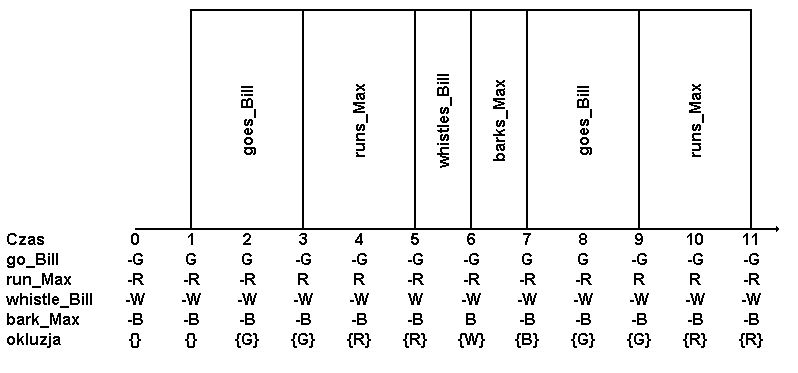 goes_Bill runs_Max whistles_Bill barks_Max goes_Bill runs_Max
Czas 0 1 2 3 4 5 6 7 8 9 10 11
go_Bill -G G G -G -G -G -G G G -G -G -G
run_Max -R -R -R R R -R -R -R -R R R -R
whistle_Bill -W -W -W -W -W W -W -W -W -W -W -W
bark_Max -B -B -B -B -B -B B -B -B -B -B -B
okluzja {} {} {G} {G} {R} {R} {W} {B} {G} {G} {R} {R}